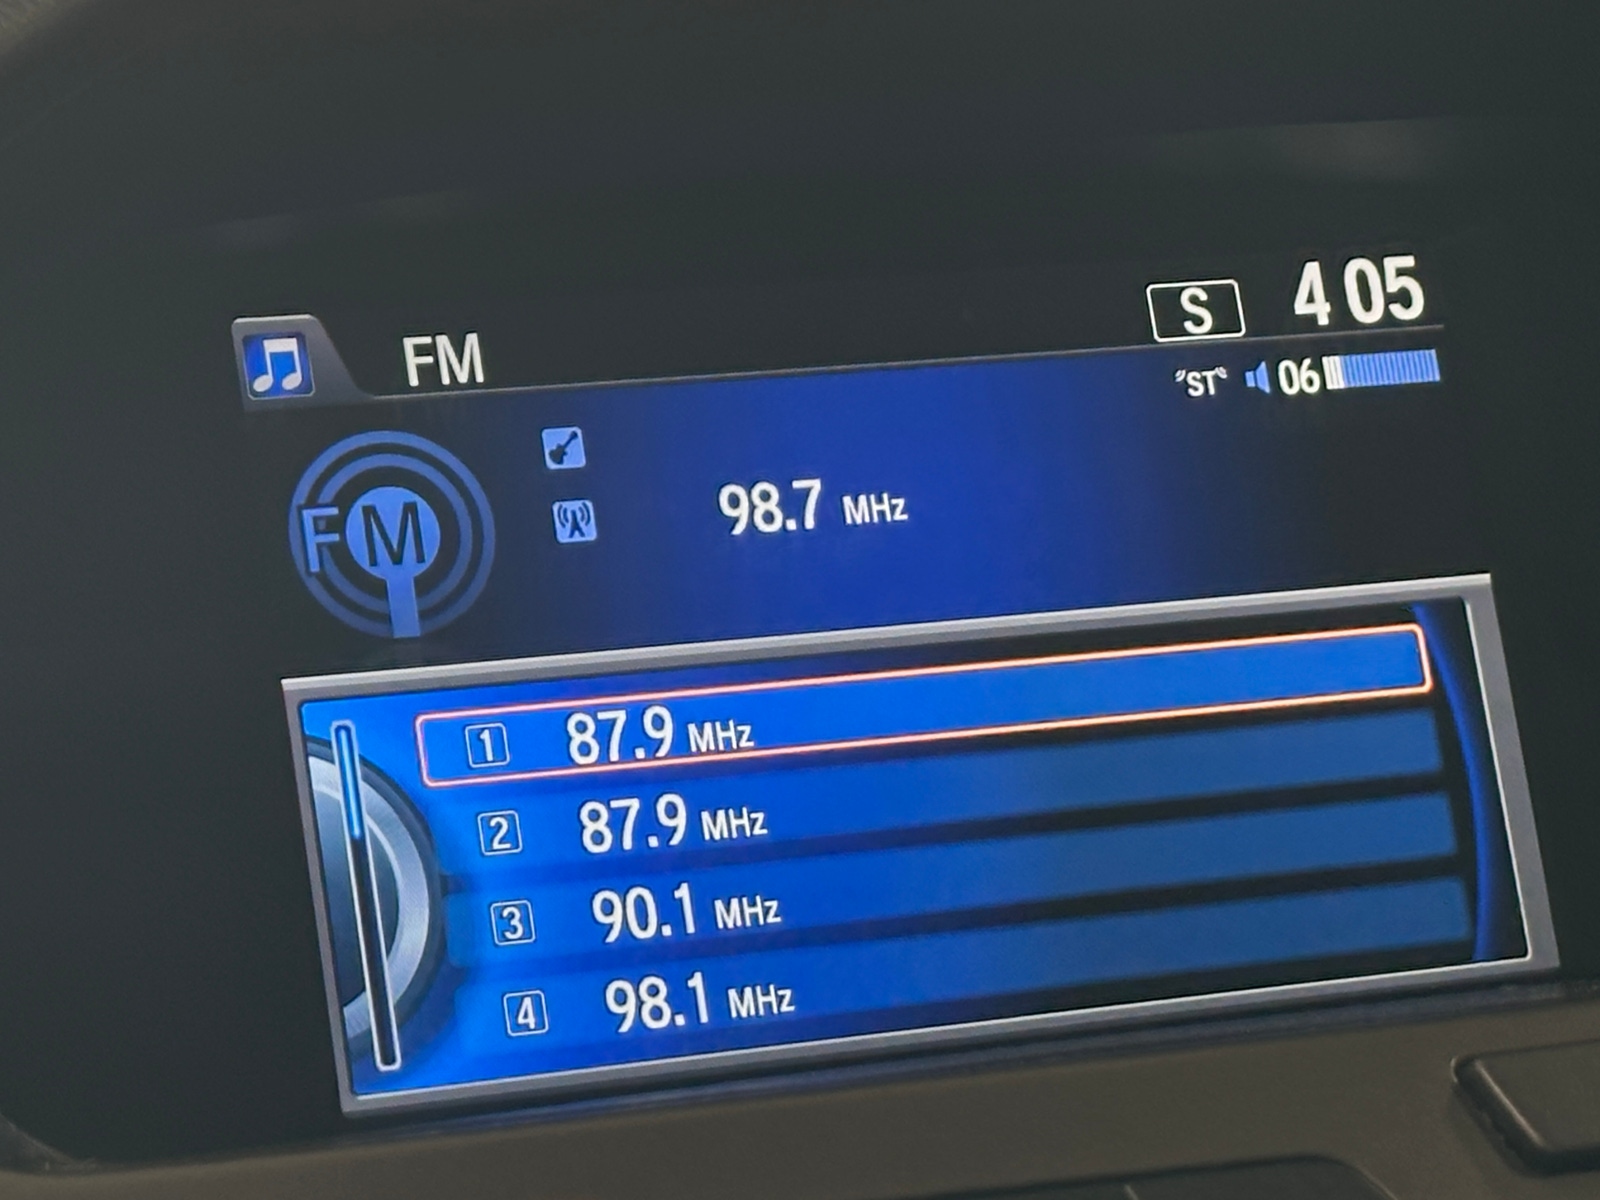 FM
S 4 05
ST 06
FM
98.7 MHz
1 87.9 MHz
2 87.9 MHz
3 90.1 MHz
4 98.1 MHz